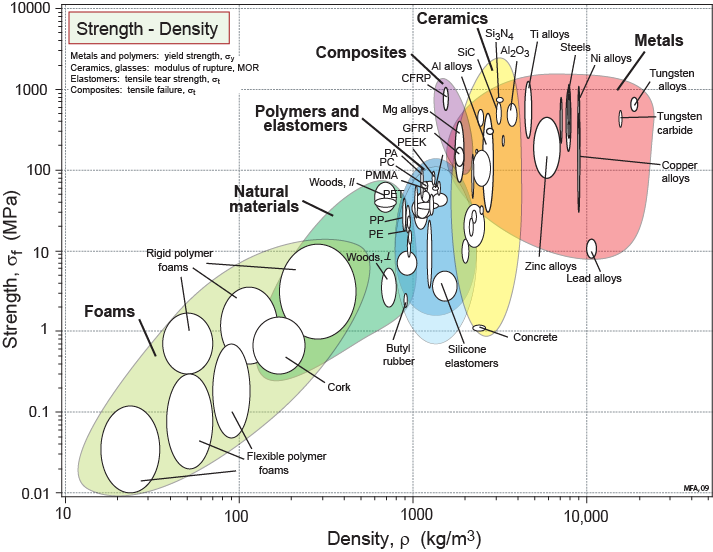 Strength - Density
Metals and polymers: yield strength, σy
Ceramics, glasses: modulus of rupture, MOR
Elastomers: tensile tear strength, σt
Composites: tensile failure, σt
Ceramics
Si3N4
SiC
Al2O3
Ti alloys
Steels
Ni alloys
Metals
Composites
Al alloys
CFRP
Tungsten
alloys
Mg alloys
Polymers and
elastomers
GFRP
PEEK
Tungsten
carbide
PA
PC
PMMA
Copper
alloys
Natural
materials
Woods, //
PET
PP
PE
Woods, ⊥
Rigid polymer
foams
Zinc alloys
Lead alloys
Foams
Concrete
Butyl
rubber
Silicone
elastomers
Cork
Flexible polymer
foams
MFA, 09
10000
1000
100
10
1
0.1
0.01
Strength, σf (MPa)
10
100
1000
10,000
Density, ρ (kg/m3)